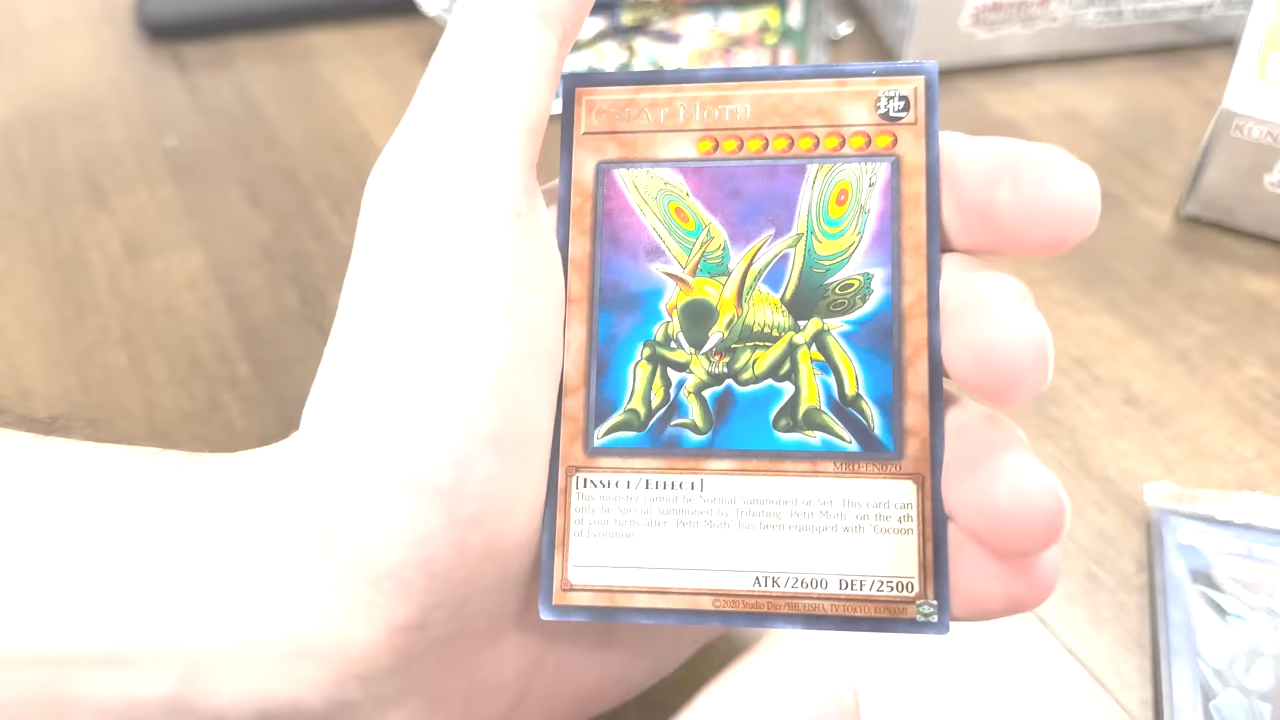 GREAT MOTH
EARTH
地
MRD-EN070
[INSECT/EFFECT]
This monster cannot be Normal Summoned or Set. This card can
only be Special Summoned by Tributing "Petit Moth" on the 4th
of your turns after "Petit Moth" has been equipped with "Cocoon
of Evolution".
ATK/2600 DEF/2500
©2020 Studio Dice/SHUEISHA, TV TOKYO, KONAMI